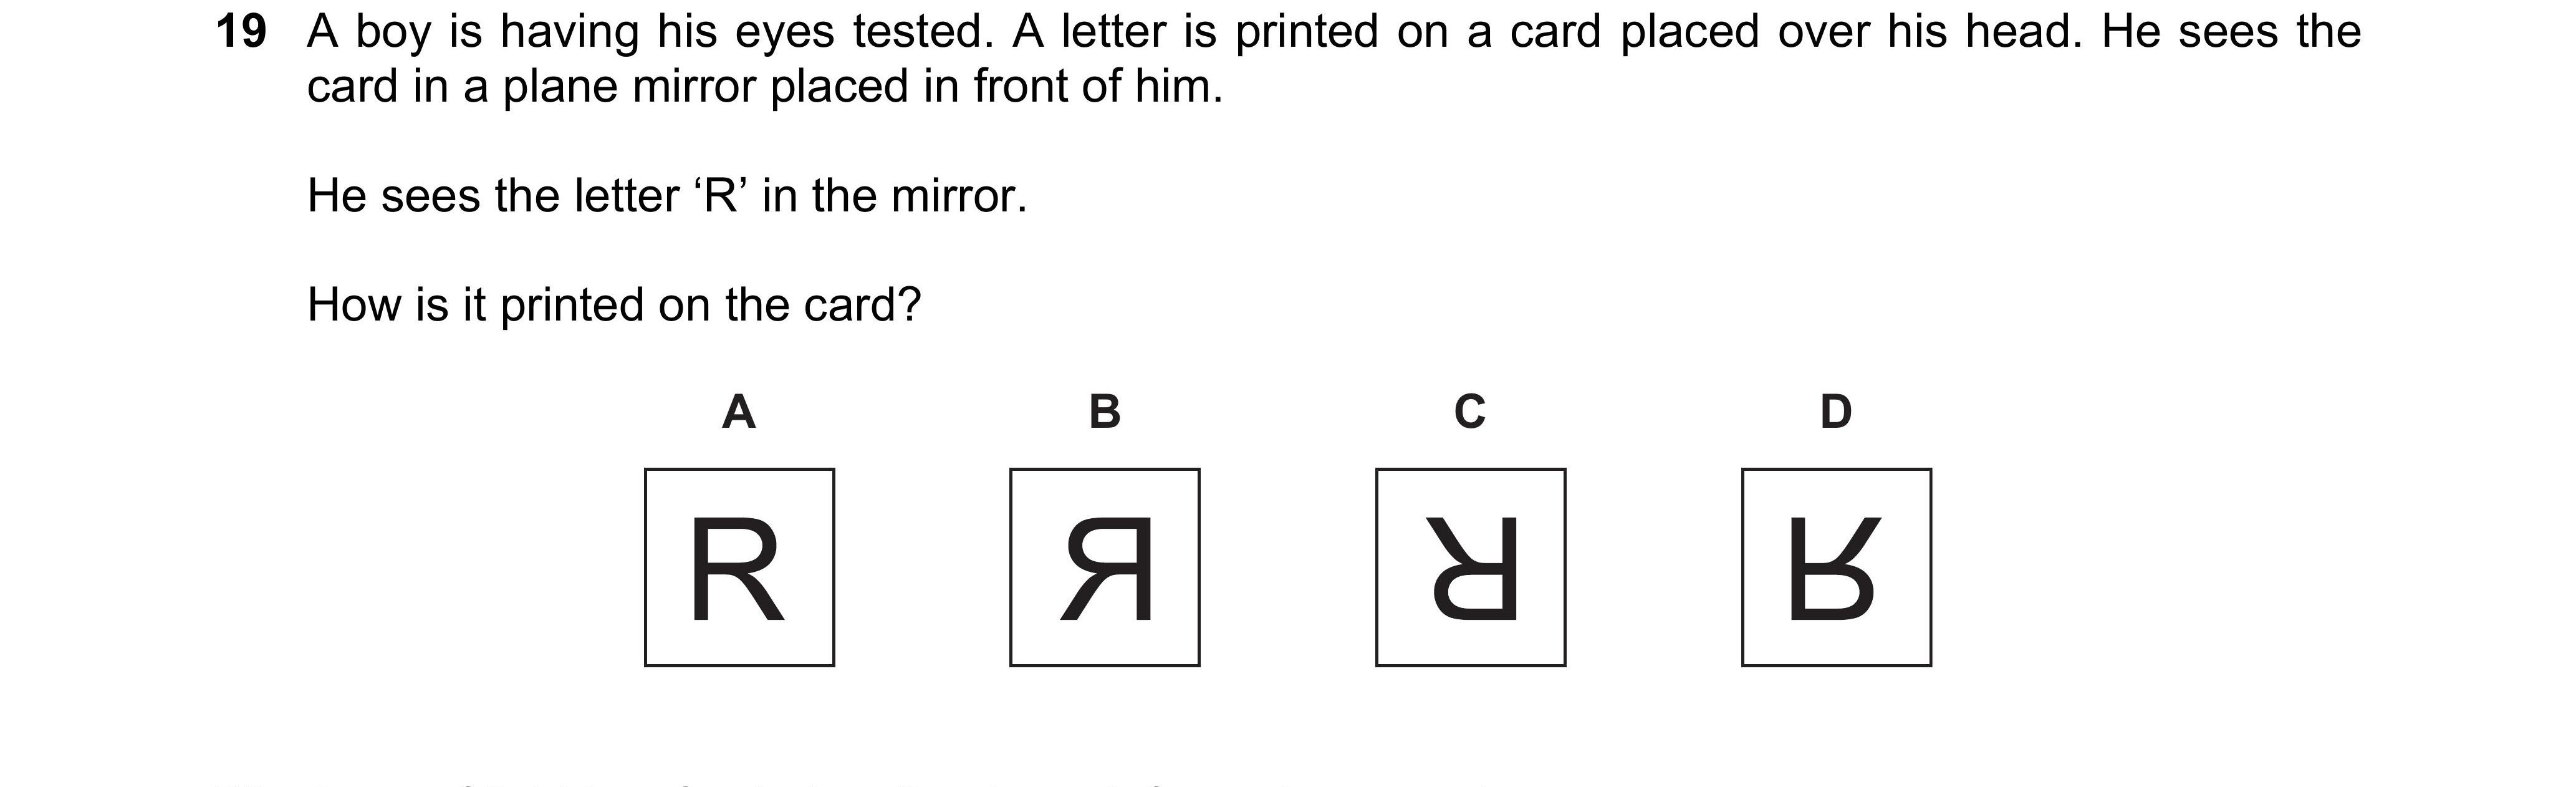 19 A boy is having his eyes tested. A letter is printed on a card placed over his head. He sees the
card in a plane mirror placed in front of him.
He sees the letter ‘R’ in the mirror.
How is it printed on the card?
A B C D
R Я